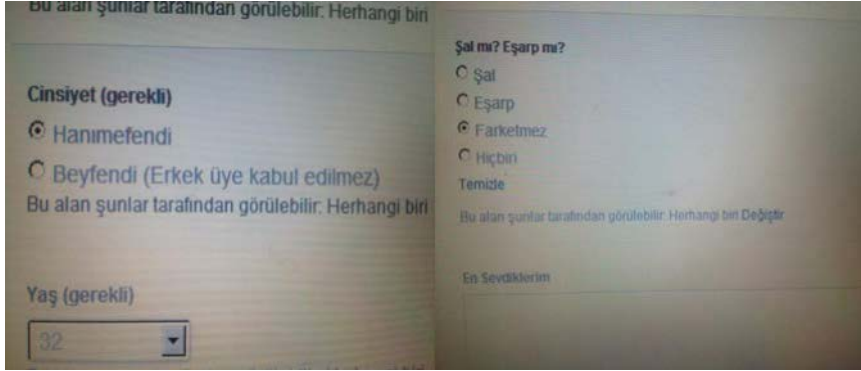 Bu alan şunlar tarafından görülebilir: Herhangi biri
Cinsiyet (gerekli)
Hanımefendi
Beyfendi (Erkek üye kabul edilmez)
Bu alan şunlar tarafından görülebilir: Herhangi biri
Yaş (gerekli)
32
Şal mı? Eşarp mı?
Şal
Eşarp
Farketmez
Hiçbiri
Temizle
Bu alan şunlar tarafından görülebilir: Herhangi biri Değiştir
En Sevdiklerim